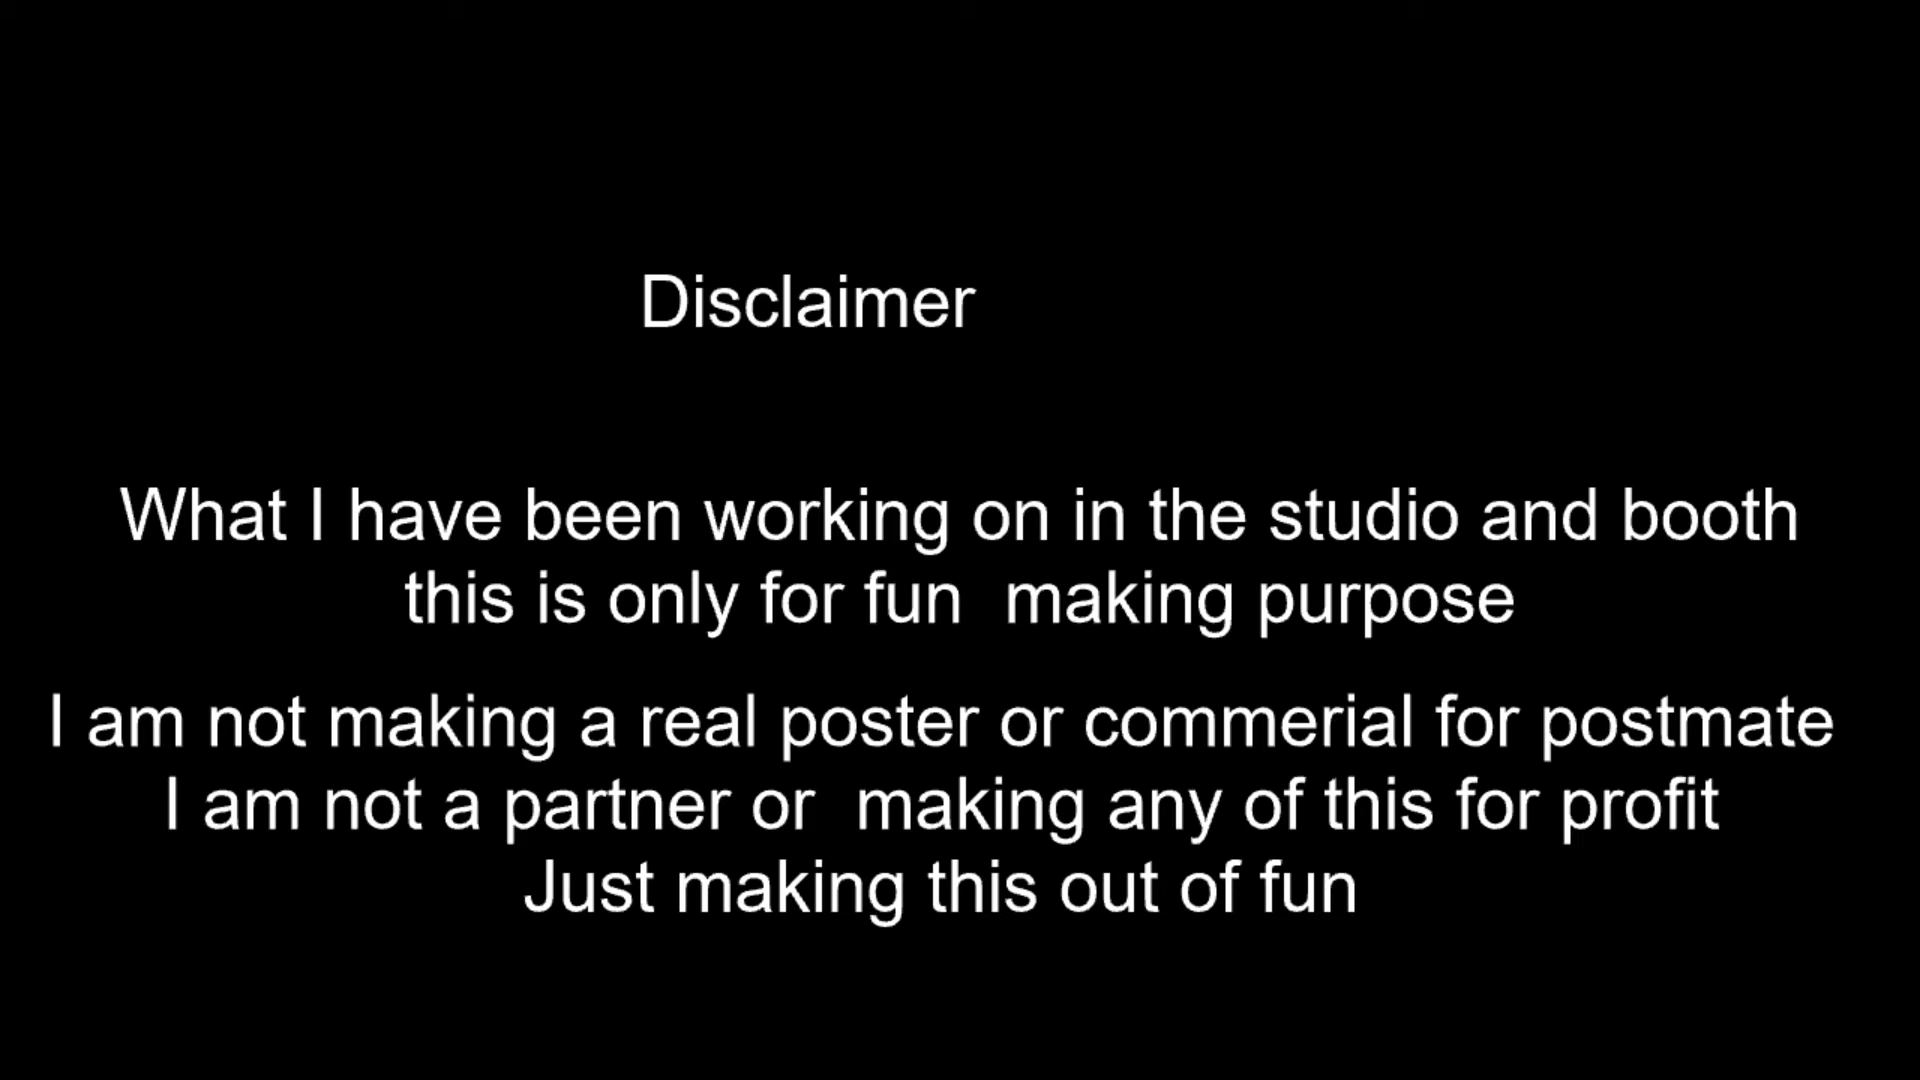 Disclaimer
What I have been working on in the studio and booth
this is only for fun  making purpose
I am not making a real poster or commerial for postmate
I am not a partner or  making any of this for profit
Just making this out of fun